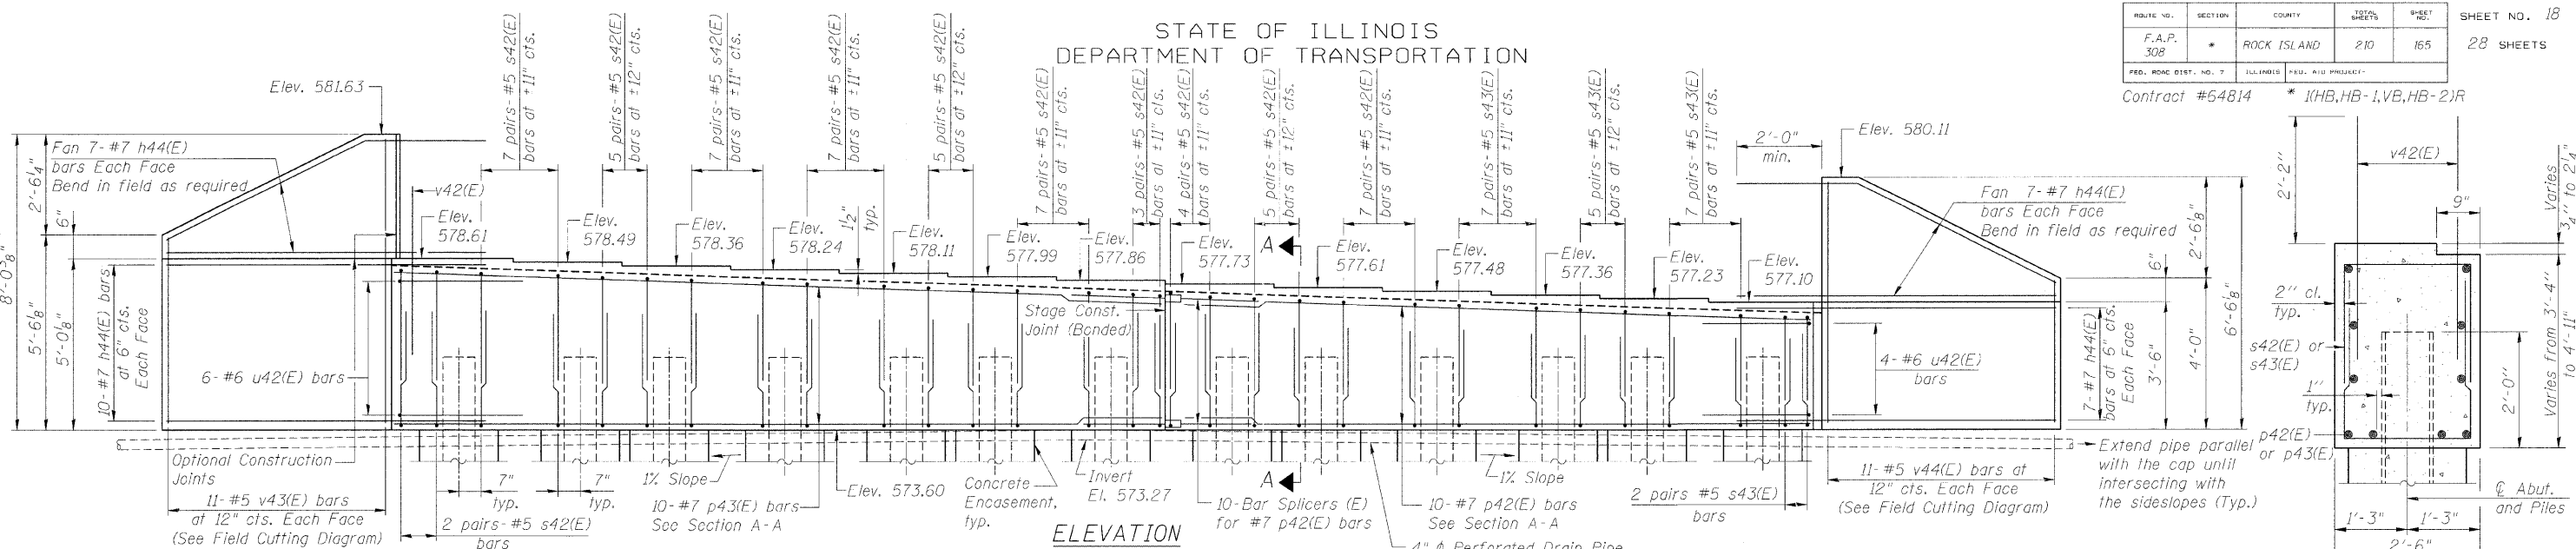 STATE OF ILLINOIS
DEPARTMENT OF TRANSPORTATION
ROUTE NO.
SECTION
COUNTY
TOTAL SHEETS
SHEET NO.
F.A.P. 308
*
ROCK ISLAND
210
165
FED. ROAD DIST. NO. 7
ILLINOIS
FED. AID PROJECT-
SHEET NO. 18
28 SHEETS
Contract #64814
* 1(HB,HB-1,VB,HB-2)R
Elev. 581.63
Fan 7-#7 h44(E)
bars Each Face
Bend in field as required
8'-0 3/8"
2'-6 1/4"
6"
5'-6 1/8"
5'-0 1/8"
10-#7 h44(E) bars
at 6" cts.
Each Face
v42(E)
7 pairs-#5 s42(E)
bars at ±11" cts.
5 pairs-#5 s42(E)
bars at ±12" cts.
7 pairs-#5 s42(E)
bars at ±11" cts.
7 pairs-#5 s42(E)
bars at ±11" cts.
5 pairs-#5 s42(E)
bars at ±12" cts.
7 pairs-#5 s42(E)
bars at ±11" cts.
3 pairs-#5 s42(E)
bars at ±11" cts.
4 pairs-#5 s42(E)
bars at ±11" cts.
5 pairs-#5 s42(E)
bars at ±12" cts.
7 pairs-#5 s42(E)
bars at ±11" cts.
7 pairs-#5 s43(E)
bars at ±11" cts.
5 pairs-#5 s43(E)
bars at ±12" cts.
7 pairs-#5 s43(E)
bars at ±11" cts.
Elev.
578.61
Elev.
578.49
Elev.
578.36
Elev.
578.24
1 1/2"
typ.
Elev.
578.11
Elev.
577.99
Elev.
577.86
Elev.
577.73
A
Elev.
577.61
Elev.
577.48
Elev.
577.36
Elev.
577.23
Elev.
577.10
2'-0"
min.
Elev. 580.11
Fan 7-#7 h44(E)
bars Each Face
Bend in field as required
2'-6 1/8"
6"
4'-0"
3'-6"
6'-6 1/8"
7-#7 h44(E)
bars at 6" cts.
Each Face
Stage Const.
Joint (Bonded)
6-#6 u42(E) bars
4-#6 u42(E)
bars
Optional Construction
Joints
11-#5 v43(E) bars
at 12" cts. Each Face
(See Field Cutting Diagram)
7"
typ.
7"
typ.
2 pairs-#5 s42(E)
bars
1% Slope
10-#7 p43(E) bars
See Section A-A
Elev. 573.60
Concrete
Encasement,
typ.
Invert
El. 573.27
ELEVATION
A
10-Bar Splicers (E)
for #7 p42(E) bars
1% Slope
10-#7 p42(E) bars
See Section A-A
4" ϕ Perforated Drain Pipe
2 pairs #5 s43(E)
bars
11-#5 v44(E) bars at
12" cts. Each Face
(See Field Cutting Diagram)
Extend pipe parallel
with the cap until
intersecting with
the sideslopes (Typ.)
2'-2"
v42(E)
9"
Varies
3/4" to 2 1/4"
2" cl.
typ.
s42(E) or
s43(E)
1"
typ.
p42(E)
or p43(E)
2'-0"
Varies from 3'-4"
to 4'-11"
℄ Abut.
and Piles
1'-3"
1'-3"
2'-6"